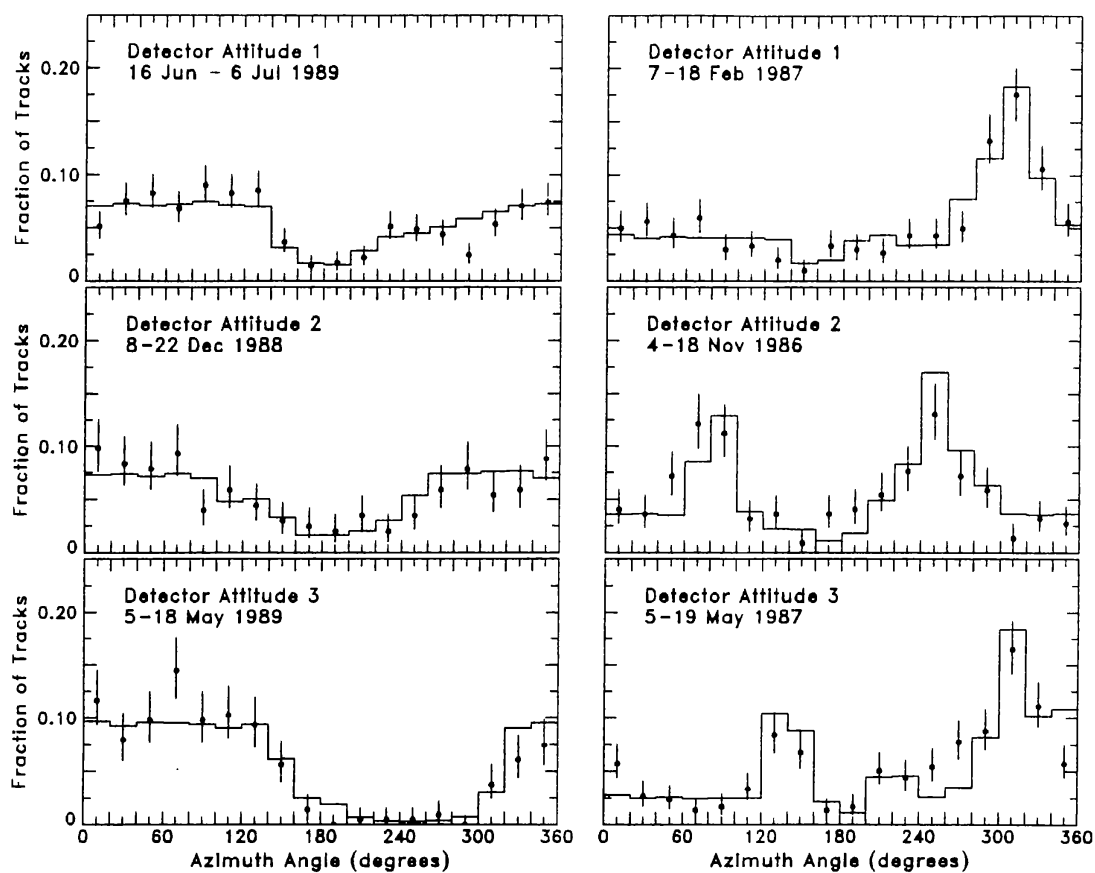 Detector Attitude 1
16 Jun - 6 Jul 1989
Fraction of Tracks
0.20
0.10
0
Detector Attitude 1
7-18 Feb 1987
Detector Attitude 2
8-22 Dec 1988
Fraction of Tracks
0.20
0.10
0
Detector Attitude 2
4-18 Nov 1986
Detector Attitude 3
5-18 May 1989
Fraction of Tracks
0.20
0.10
0
0 60 120 180 240 300 360
Azimuth Angle (degrees)
Detector Attitude 3
5-19 May 1987
0 60 120 180 240 300 360
Azimuth Angle (degrees)